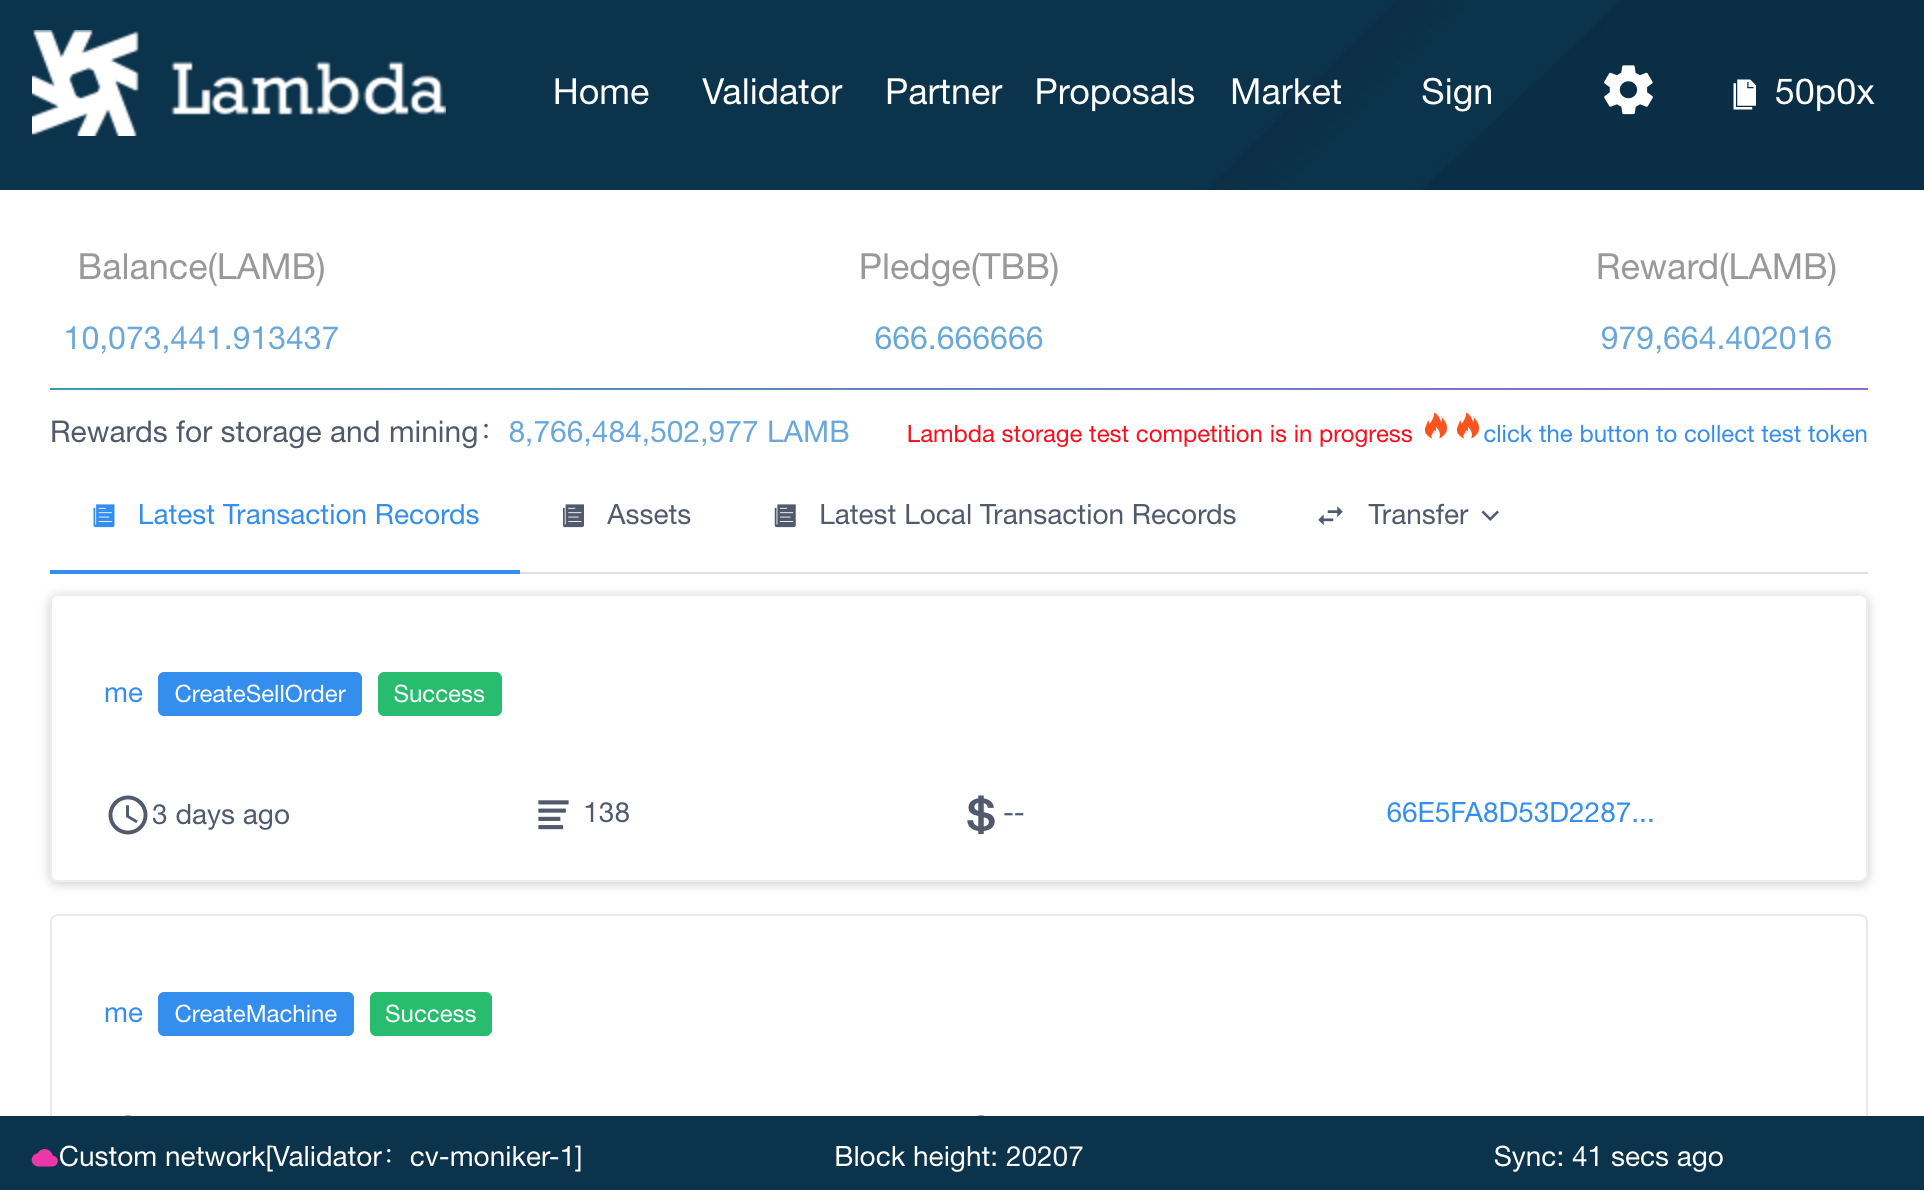 Lambda Home Validator Partner Proposals Market Sign 50p0x
Balance(LAMB) Pledge(TBB) Reward(LAMB)
10,073,441.913437 666.666666 979,664.402016
Rewards for storage and mining： 8,766,484,502,977 LAMB Lambda storage test competition is in progress 🔥🔥click the button to collect test token
Latest Transaction Records Assets Latest Local Transaction Records Transfer
me CreateSellOrder Success
3 days ago 138 $ -- 66E5FA8D53D2287...
me CreateMachine Success
Custom network[Validator： cv-moniker-1] Block height: 20207 Sync: 41 secs ago